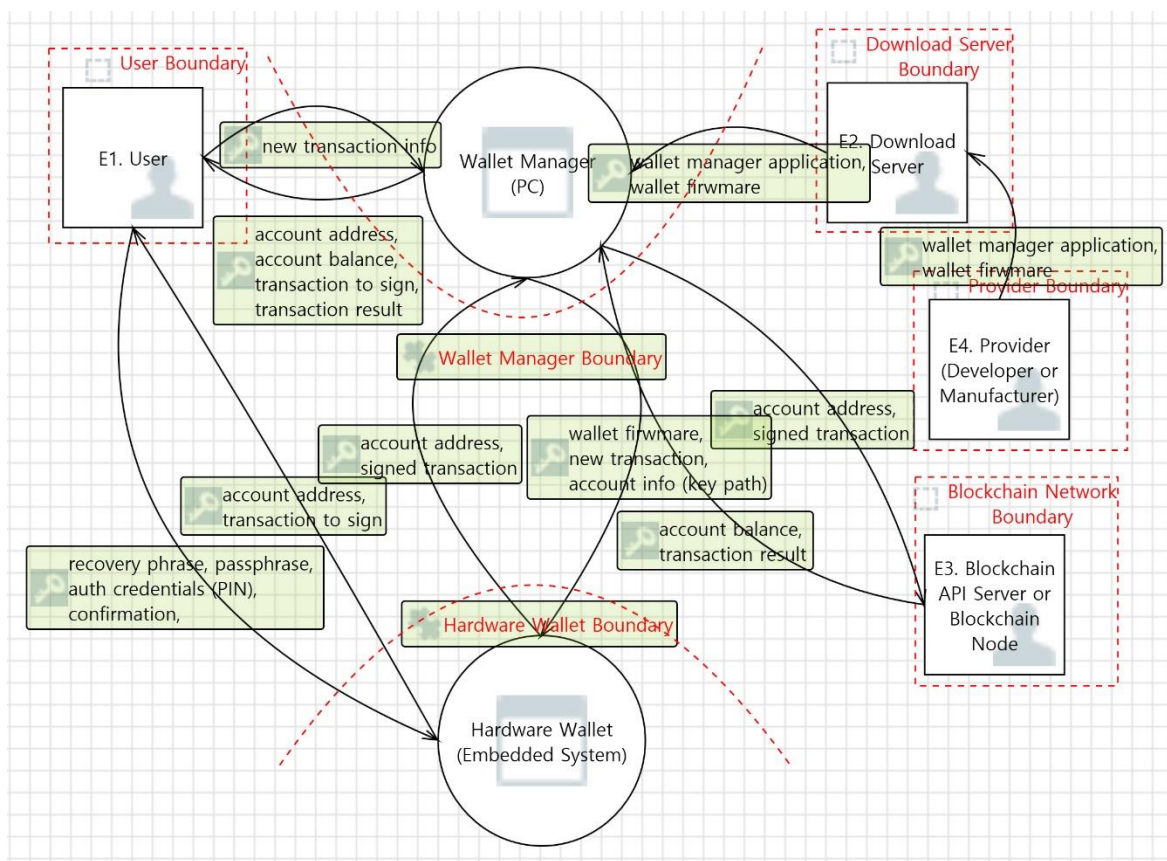 User Boundary
Download Server
Boundary
E1. User
new transaction info
Wallet Manager
(PC)
wallet manager application,
wallet firwmare
E2. Download
Server
account address,
account balance,
transaction to sign,
transaction result
wallet manager application,
wallet firwmare
Provider Boundary
E4. Provider
(Developer or
Manufacturer)
Wallet Manager Boundary
account address,
signed transaction
wallet firwmare,
new transaction,
account info (key path)
account address,
signed transaction
account address,
transaction to sign
account balance,
transaction result
Blockchain Network
Boundary
E3. Blockchain
API Server or
Blockchain
Node
recovery phrase, passphrase,
auth credentials (PIN),
confirmation,
Hardware Wallet Boundary
Hardware Wallet
(Embedded System)